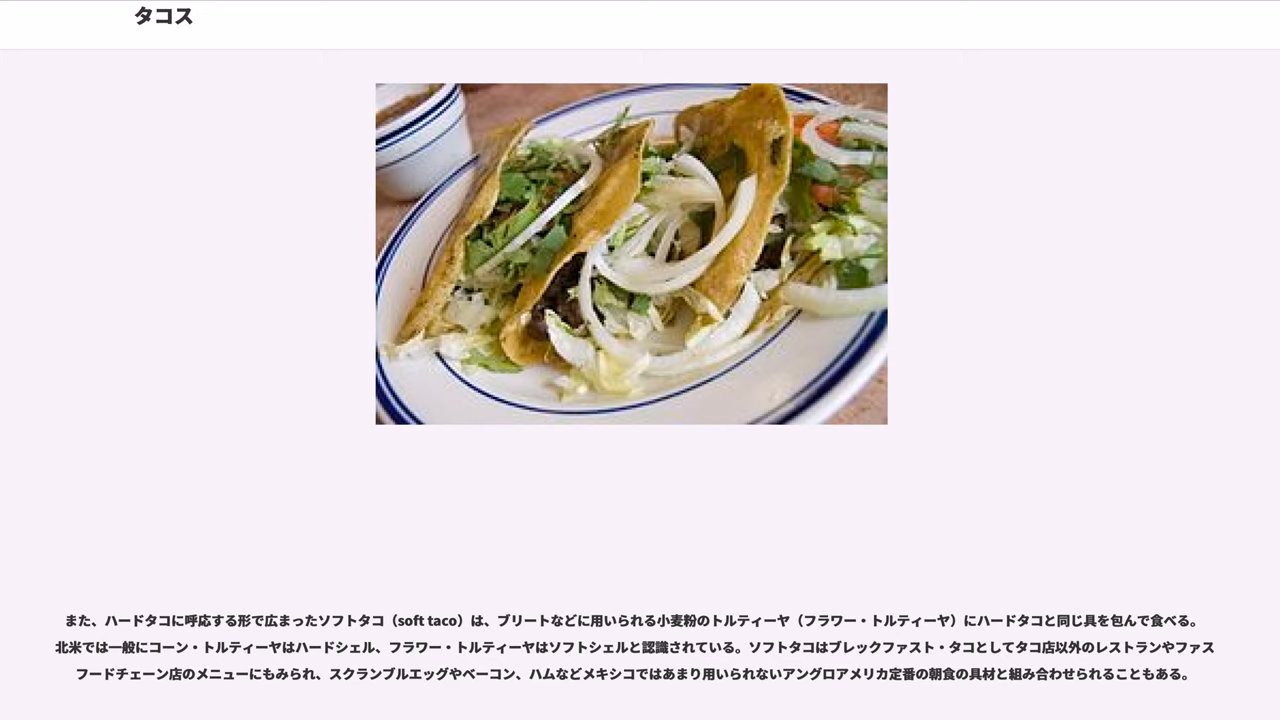 タコス
また、ハードタコに呼応する形で広まったソフトタコ（soft taco）は、ブリートなどに用いられる小麦粉のトルティーヤ（フラワー・トルティーヤ）にハードタコと同じ具を包んで食べる。
北米では一般にコーン・トルティーヤはハードシェル、フラワー・トルティーヤはソフトシェルと認識されている。ソフトタコはブレックファスト・タコとしてタコ店以外のレストランやファス
フードチェーン店のメニューにもみられ、スクランブルエッグやベーコン、ハムなどメキシコではあまり用いられないアングロアメリカ定番の朝食の具材と組み合わせられることもある。